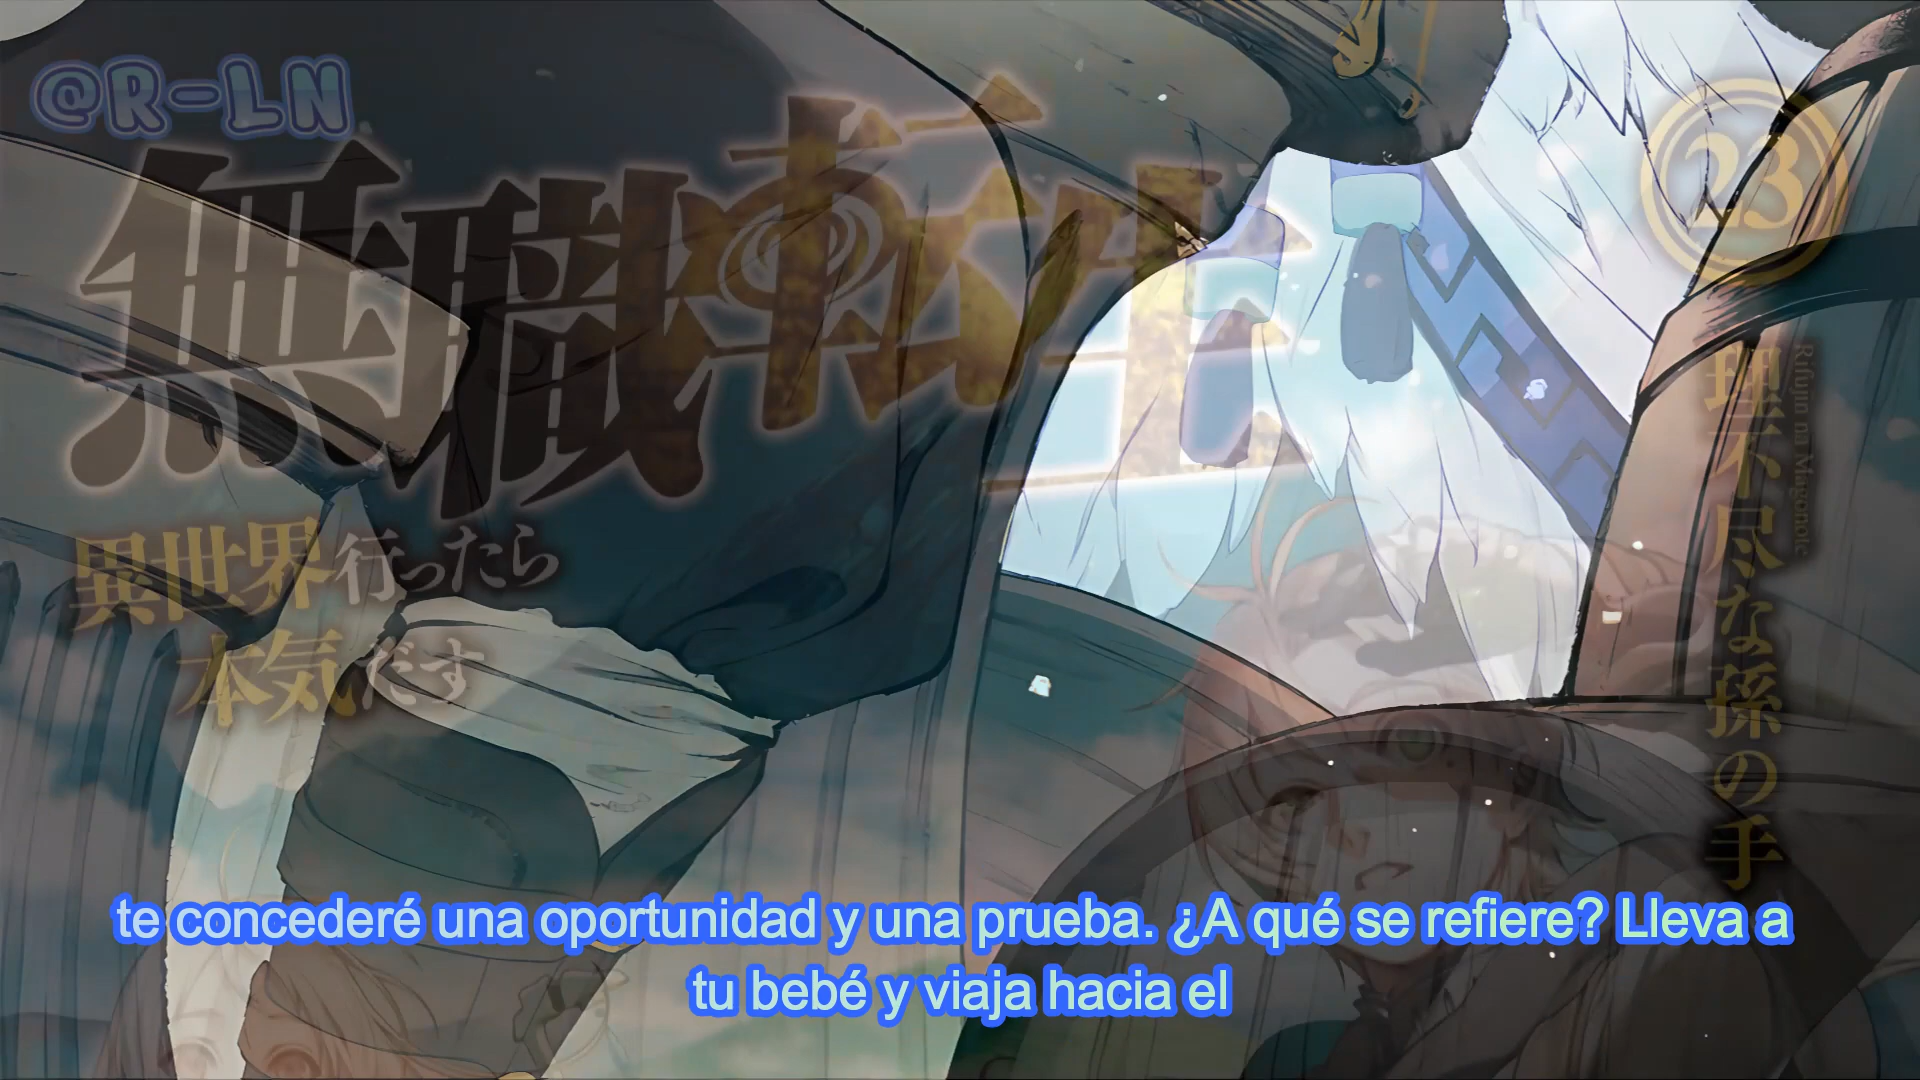 @R-LN
無職転生
23
異世界行ったら
本気だす
理不尽な孫の手
Rifujin na Magonote
te concederé una oportunidad y una prueba. ¿A qué se refiere? Lleva a
tu bebé y viaja hacia el